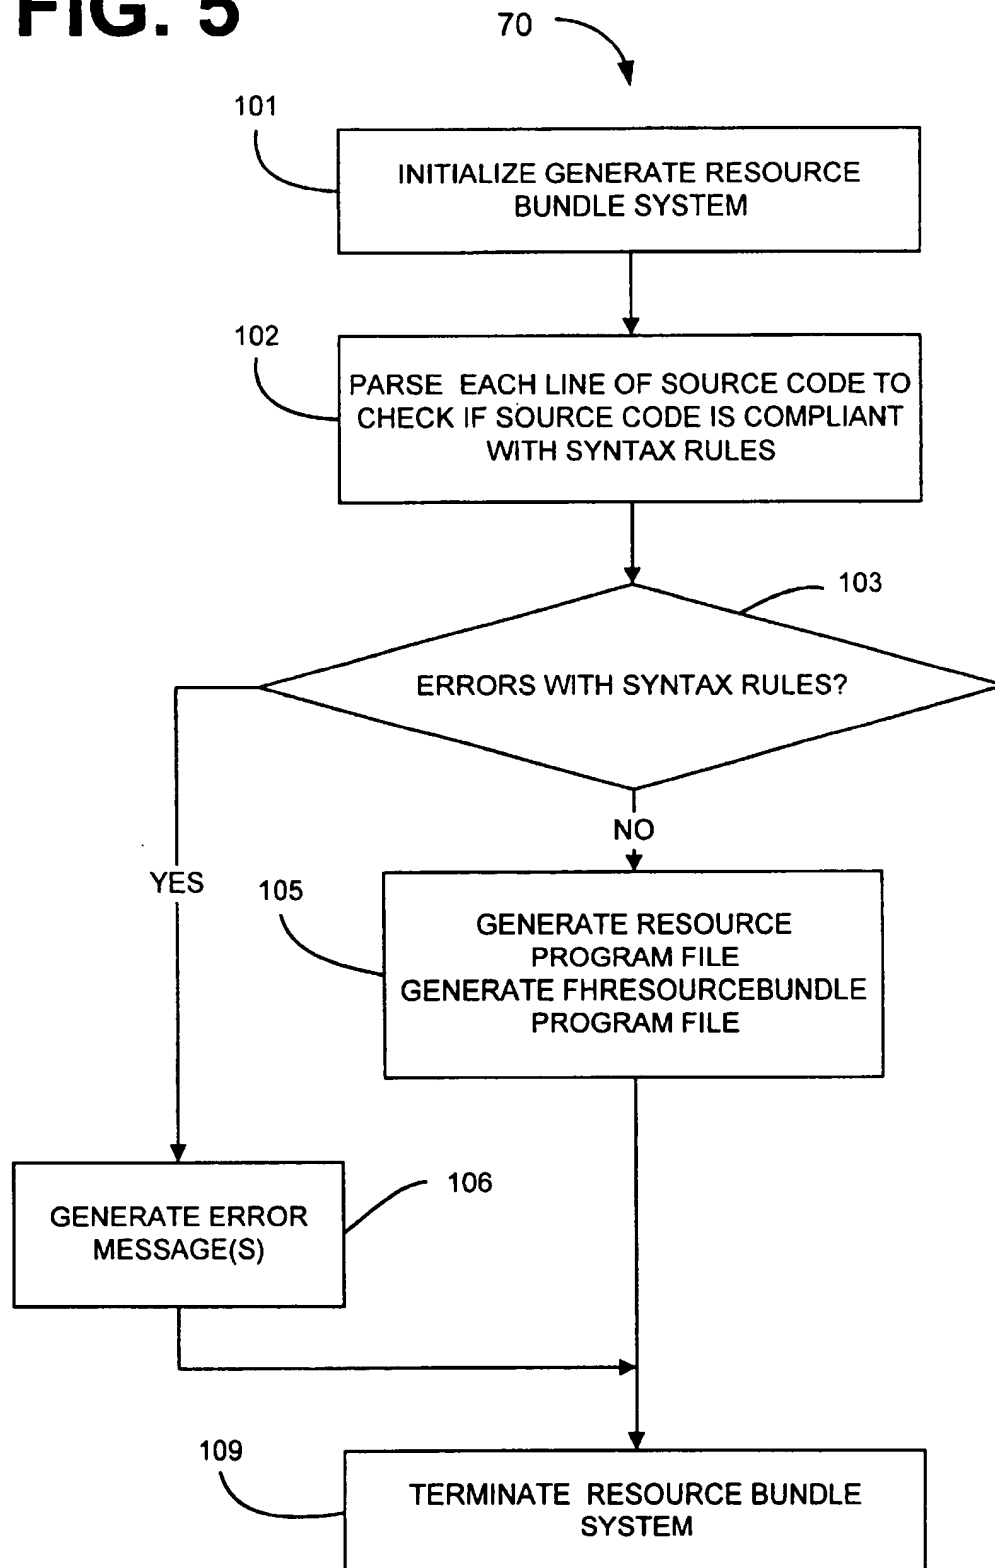 FIG. 5
70
101
INITIALIZE GENERATE RESOURCE
BUNDLE SYSTEM
102
PARSE EACH LINE OF SOURCE CODE TO
CHECK IF SOURCE CODE IS COMPLIANT
WITH SYNTAX RULES
103
ERRORS WITH SYNTAX RULES?
NO
YES
105
GENERATE RESOURCE
PROGRAM FILE
GENERATE FHRESOURCEBUNDLE
PROGRAM FILE
106
GENERATE ERROR
MESSAGE(S)
109
TERMINATE RESOURCE BUNDLE
SYSTEM